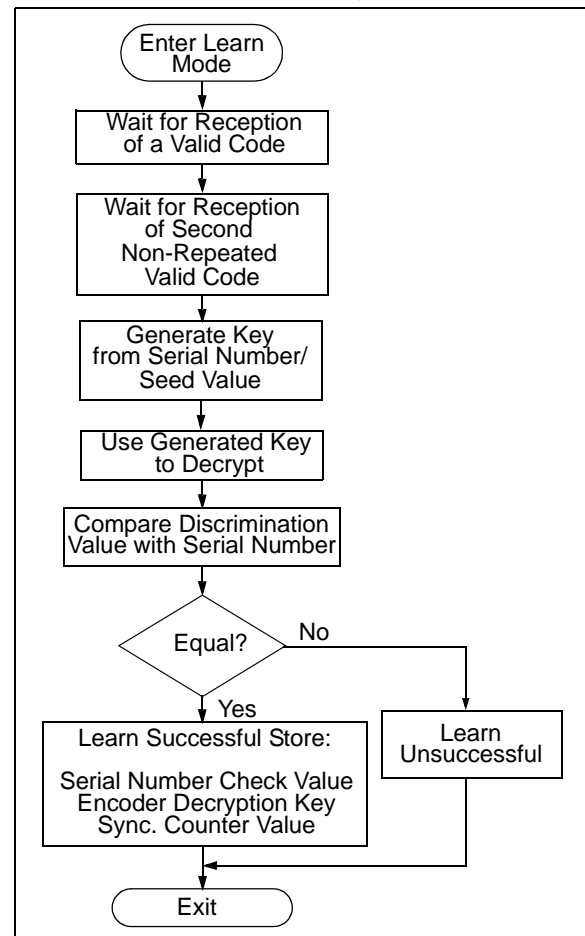 Enter Learn
Mode
Wait for Reception
of a Valid Code
Wait for Reception
of Second
Non-Repeated
Valid Code
Generate Key
from Serial Number/
Seed Value
Use Generated Key
to Decrypt
Compare Discrimination
Value with Serial Number
Equal?
No
Yes
Learn Successful Store:
Serial Number Check Value
Encoder Decryption Key
Sync. Counter Value
Learn
Unsuccessful
Exit